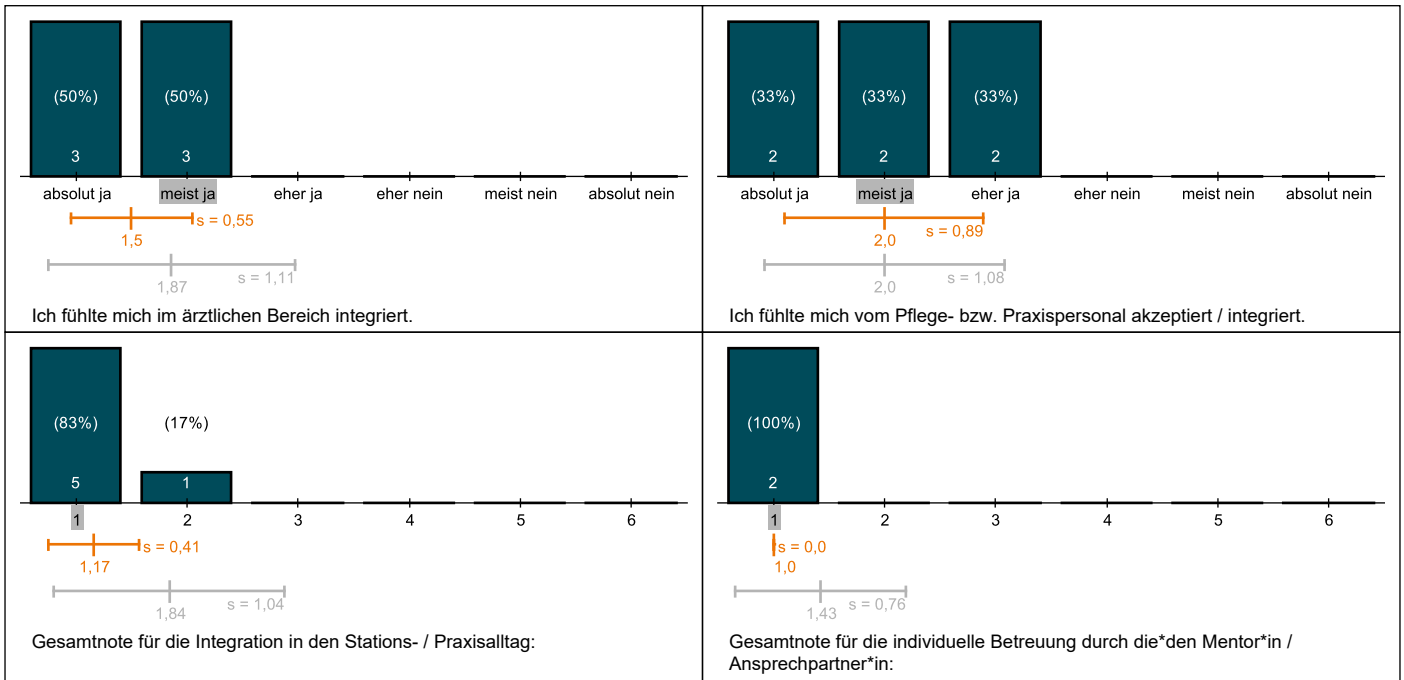 (50%) (50%)
3 3
absolut ja meist ja eher ja eher nein meist nein absolut nein
s = 0,55
1,5
s = 1,11
1,87
Ich fühlte mich im ärztlichen Bereich integriert.
(33%) (33%) (33%)
2 2 2
absolut ja meist ja eher ja eher nein meist nein absolut nein
s = 0,89
2,0
s = 1,08
2,0
Ich fühlte mich vom Pflege- bzw. Praxispersonal akzeptiert / integriert.
(83%) (17%)
5 1
1 2 3 4 5 6
s = 0,41
1,17
s = 1,04
1,84
Gesamtnote für die Integration in den Stations- / Praxisalltag:
(100%)
2
1 2 3 4 5 6
s = 0,0
1,0
s = 0,76
1,43
Gesamtnote für die individuelle Betreuung durch die*den Mentor*in /
Ansprechpartner*in: